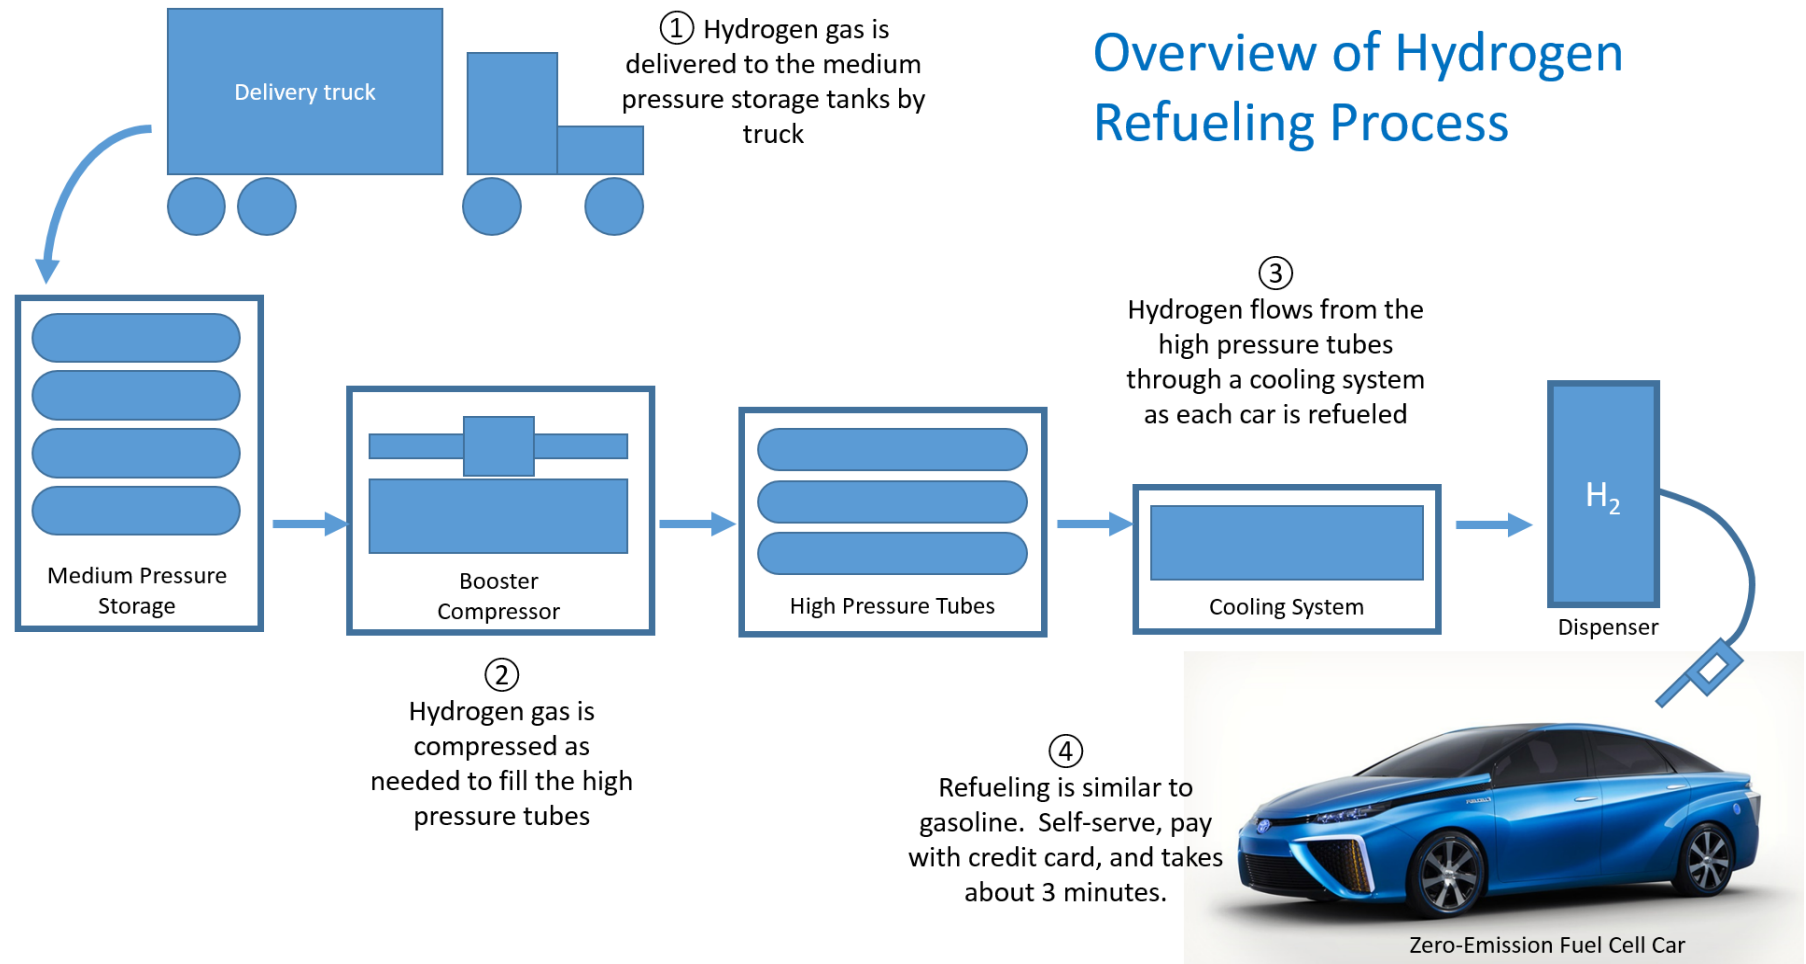 Overview of Hydrogen
Refueling Process
Delivery truck
① Hydrogen gas is
delivered to the medium
pressure storage tanks by
truck
Medium Pressure
Storage
Booster
Compressor
②
Hydrogen gas is
compressed as
needed to fill the high
pressure tubes
High Pressure Tubes
③
Hydrogen flows from the
high pressure tubes
through a cooling system
as each car is refueled
Cooling System
H₂
Dispenser
④
Refueling is similar to
gasoline.  Self-serve, pay
with credit card, and takes
about 3 minutes.
Zero-Emission Fuel Cell Car